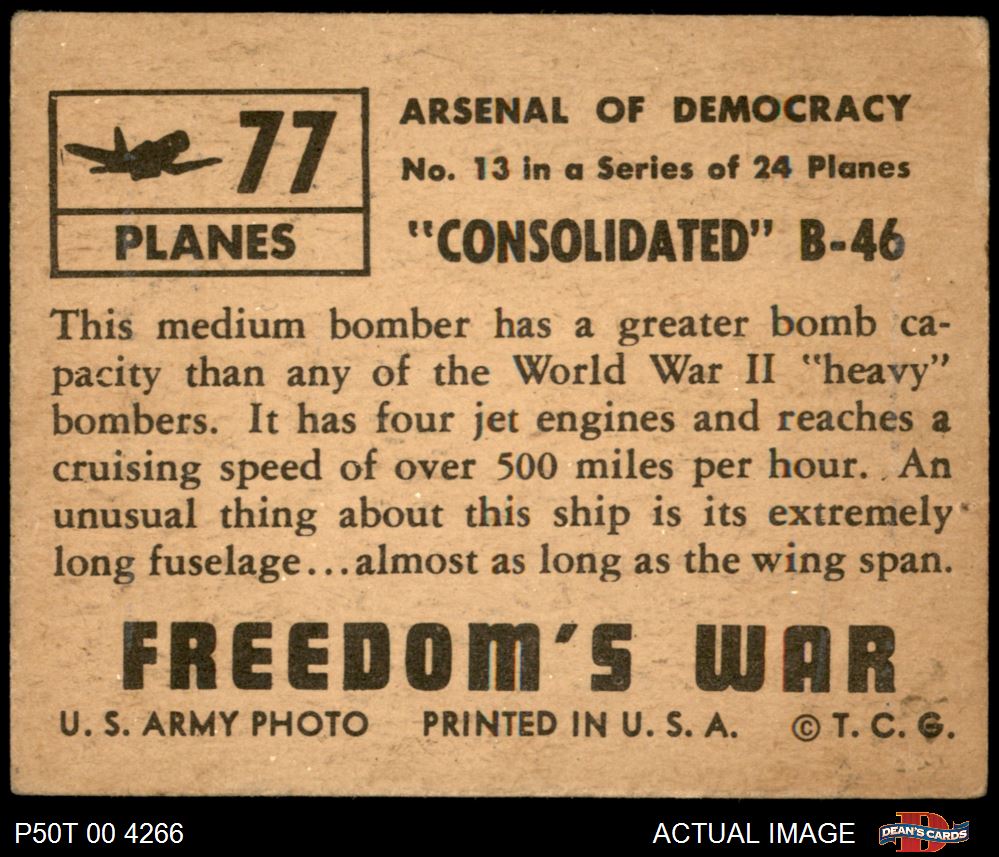 77
PLANES
ARSENAL OF DEMOCRACY
No. 13 in a Series of 24 Planes
"CONSOLIDATED" B-46
This medium bomber has a greater bomb ca-
pacity than any of the World War II "heavy"
bombers. It has four jet engines and reaches a
cruising speed of over 500 miles per hour. An
unusual thing about this ship is its extremely
long fuselage...almost as long as the wing span.
FREEDOM'S WAR
U. S. ARMY PHOTO PRINTED IN U. S. A. © T. C. G.
P50T 00 4266 ACTUAL IMAGE D DEAN'S CARDS